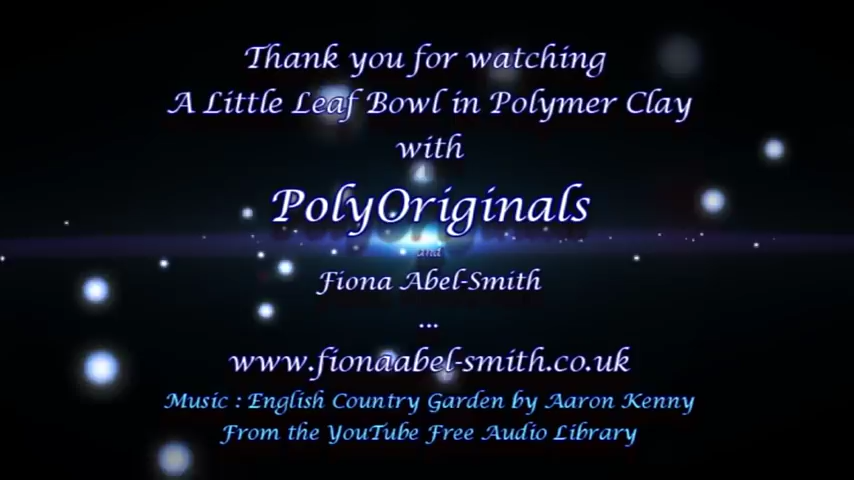 Thank you for watching
A Little Leaf Bowl in Polymer Clay
with
PolyOriginals
and
Fiona Abel-Smith
...
www.fionaabel-smith.co.uk
Music : English Country Garden by Aaron Kenny
From the YouTube Free Audio Library